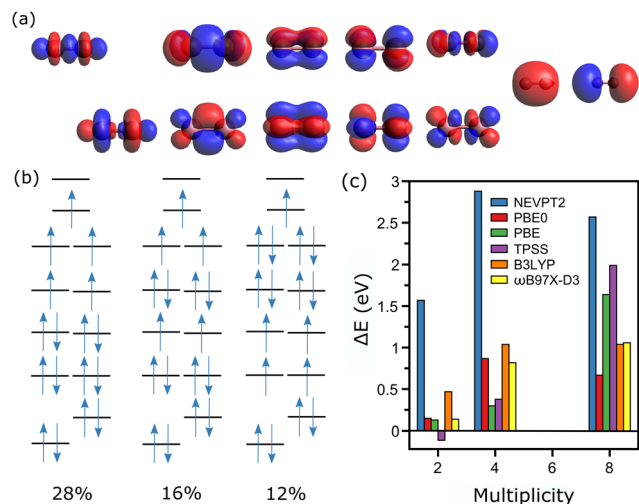 (a)
(b)
28% 16% 12%
(c)
3
2.5
2
1.5
1
0.5
0
ΔE (eV)
NEVPT2
PBE0
PBE
TPSS
B3LYP
ωB97X-D3
2 4 6 8
Multiplicity